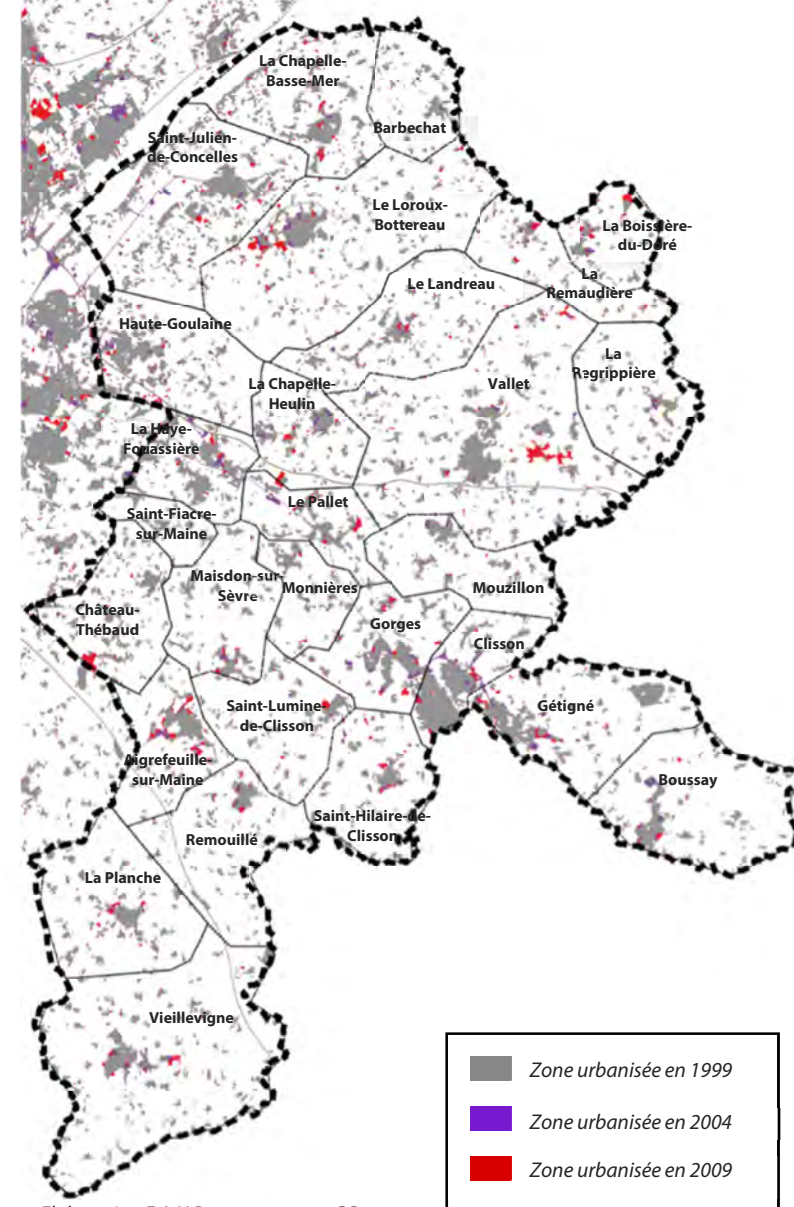 La Chapelle-
Basse-Mer
Barbechat
Saint-Julien-
de-Concelles
Le Loroux-
Bottereau
La Boissière-
du-Doré
La
Remaudière
Le Landreau
Haute-Goulaine
La
Regrippière
La Chapelle-
Heulin
Vallet
La Haye-
Fouassière
Le Pallet
Saint-Fiacre-
sur-Maine
Maisdon-sur-
Sèvre
Monnières
Mouzillon
Château-
Thébaud
Gorges
Clisson
Saint-Lumine-
de-Clisson
Gétigné
Aigrefeuille-
sur-Maine
Boussay
Saint-Hilaire-de-
Clisson
Remouillé
La Planche
Vieillevigne
Zone urbanisée en 1999
Zone urbanisée en 2004
Zone urbanisée en 2009